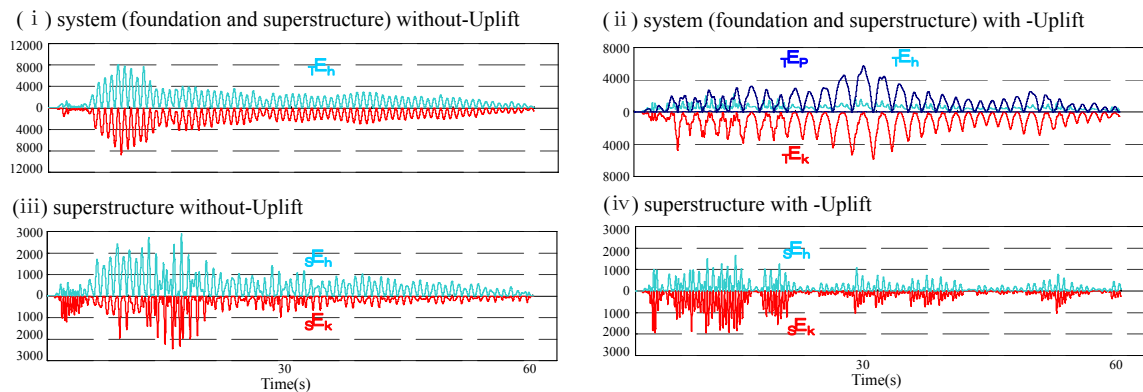 (i) system (foundation and superstructure) without-Uplift
12000
8000
4000
0
4000
8000
12000
TEh
(ii) system (foundation and superstructure) with -Uplift
8000
4000
0
4000
8000
TEP
TEh
TEk
(iii) superstructure without-Uplift
3000
2000
1000
0
1000
2000
3000
SEh
SEk
30
60
Time(s)
(iv) superstructure with -Uplift
3000
2000
1000
0
1000
2000
3000
SEh
SEk
30
60
Time(s)